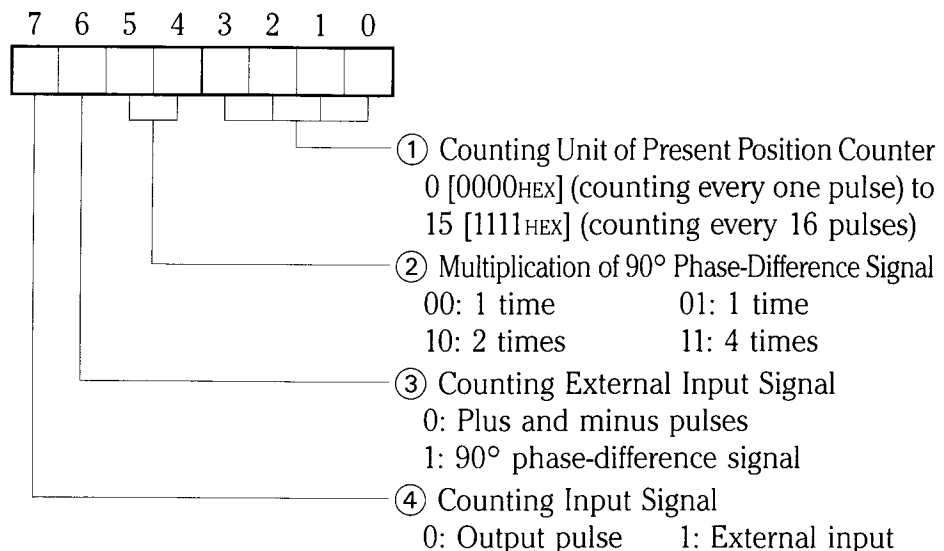 7 6 5 4 3 2 1 0
① Counting Unit of Present Position Counter
0 [0000HEX] (counting every one pulse) to
15 [1111HEX] (counting every 16 pulses)
② Multiplication of 90° Phase-Difference Signal
00: 1 time 01: 1 time
10: 2 times 11: 4 times
③ Counting External Input Signal
0: Plus and minus pulses
1: 90° phase-difference signal
④ Counting Input Signal
0: Output pulse 1: External input